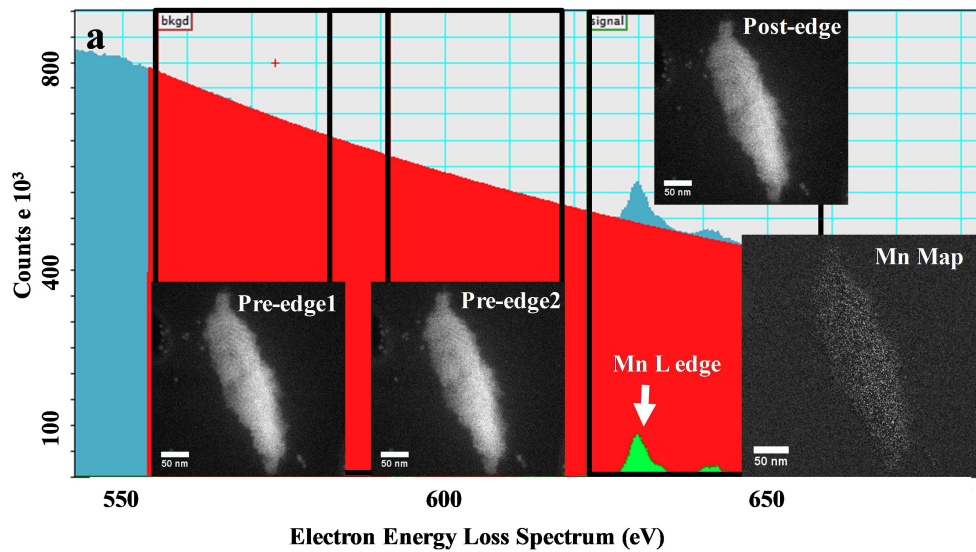 a
bkgd
signal
Post-edge
50 nm
800
400
100
Counts e 10³
Pre-edge1
50 nm
Pre-edge2
50 nm
Mn L edge
Mn Map
50 nm
550
600
650
Electron Energy Loss Spectrum (eV)